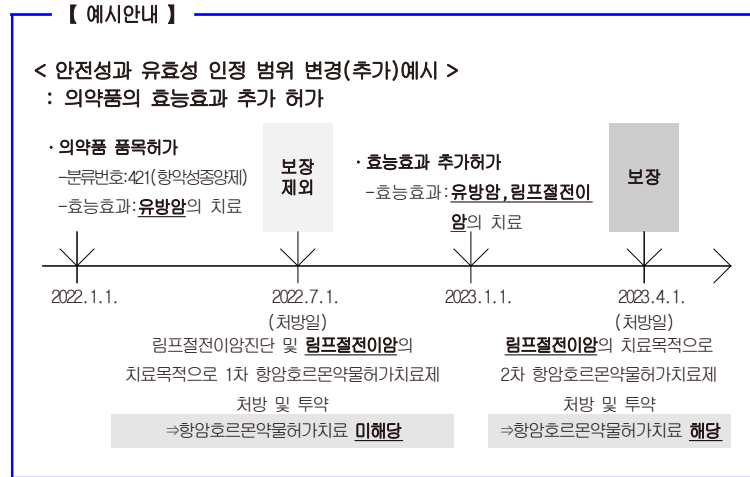 【 예시안내 】
< 안전성과 유효성 인정 범위 변경(추가)예시 >
: 의약품의 효능효과 추가 허가
· 의약품 품목허가
-분류번호:421(항악성종양제)
-효능효과:유방암의 치료
보장
제외
· 효능효과 추가허가
-효능효과:유방암,림프절전이
암의 치료
보장
2022.1.1.
2022.7.1.
(처방일)
2023.1.1.
2023.4.1.
(처방일)
림프절전이암진단 및 림프절전이암의
치료목적으로 1차 항암호르몬약물허가치료제
처방 및 투약
⇒항암호르몬약물허가치료 미해당
림프절전이암의 치료목적으로
2차 항암호르몬약물허가치료제
처방 및 투약
⇒항암호르몬약물허가치료 해당